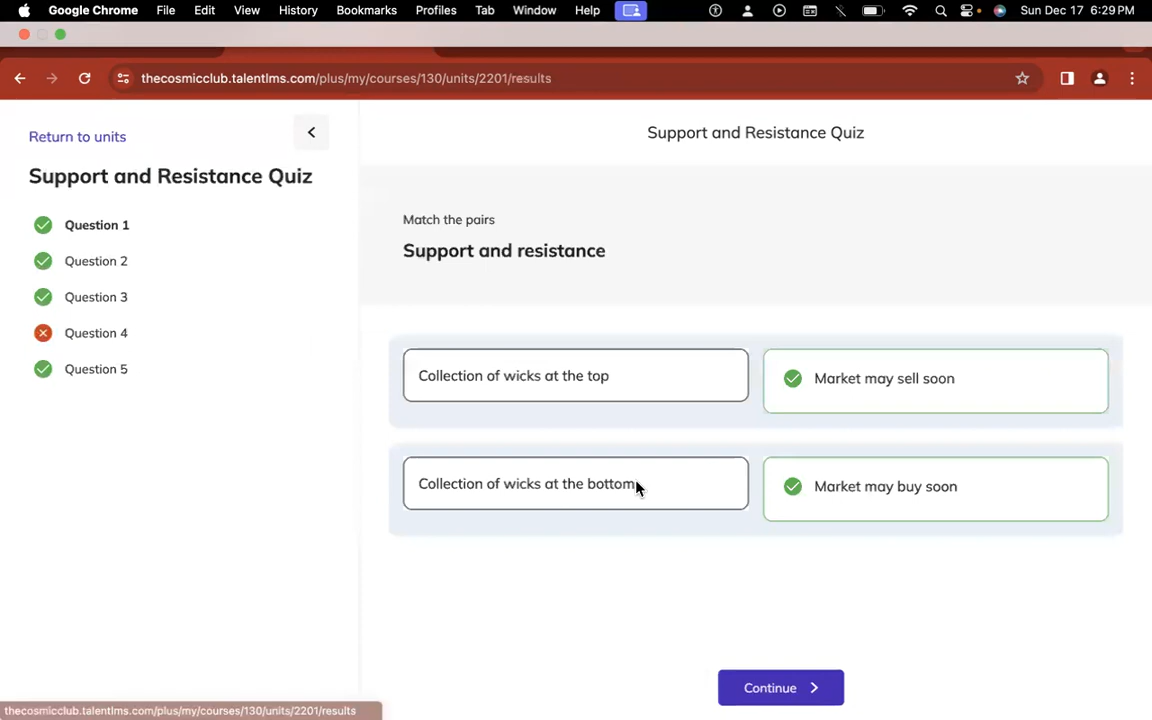 Google Chrome File Edit View History Bookmarks Profiles Tab Window Help Sun Dec 17 6:29 PM
thecosmicclub.talentlms.com/plus/my/courses/130/units/2201/results
Return to units
Support and Resistance Quiz
Question 1
Question 2
Question 3
Question 4
Question 5
Support and Resistance Quiz
Match the pairs
Support and resistance
Collection of wicks at the top
Market may sell soon
Collection of wicks at the bottom
Market may buy soon
Continue
thecosmicclub.talentlms.com/plus/my/courses/130/units/2201/results